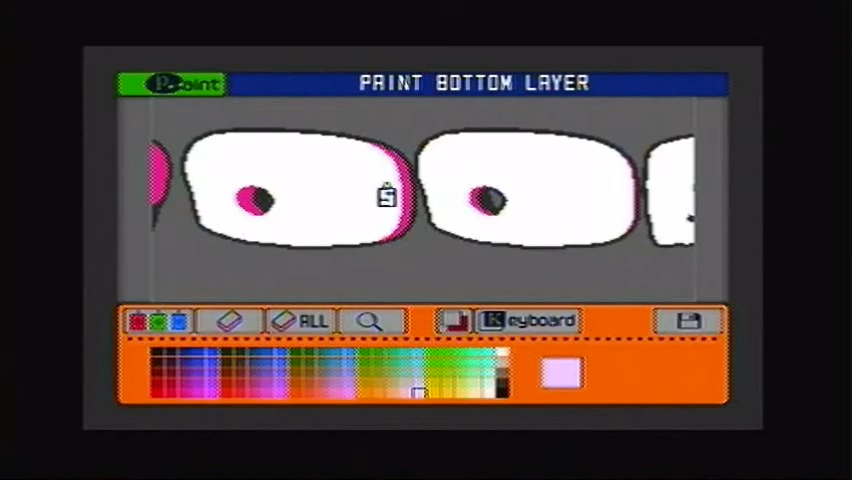 Paint
PAINT BOTTOM LAYER
S
ALL
Keyboard